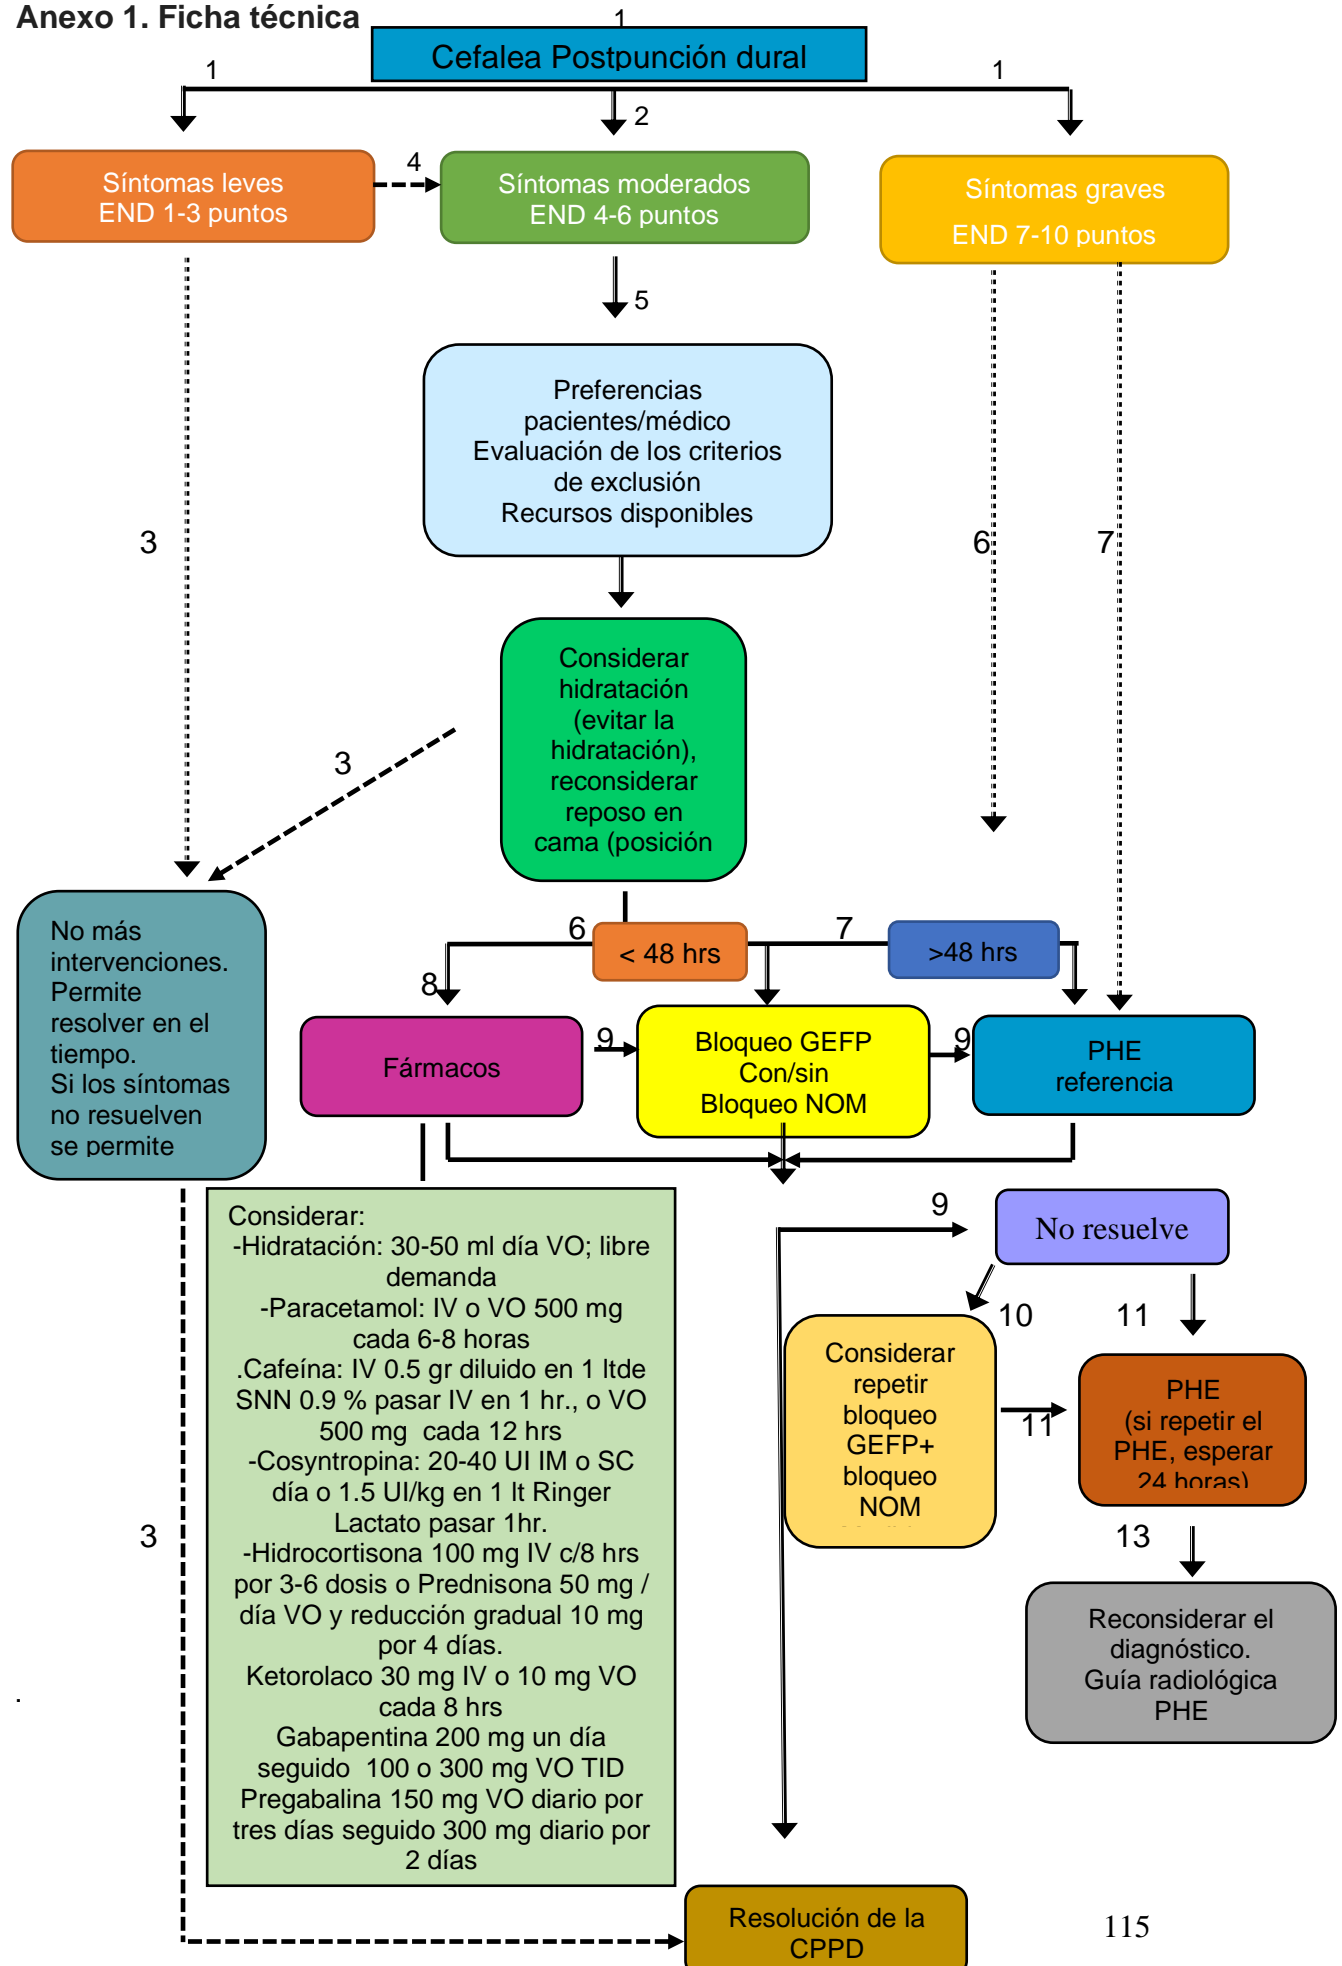 Anexo 1. Ficha técnica
1
Cefalea Postpunción dural
1
1
2
Síntomas leves
END 1-3 puntos
4
Síntomas moderados
END 4-6 puntos
Síntomas graves
END 7-10 puntos
5
Preferencias
pacientes/médico
Evaluación de los criterios
de exclusión
Recursos disponibles
3
6
7
Considerar
hidratación
(evitar la
hidratación),
reconsiderar
reposo en
cama (posición
3
No más
intervenciones.
Permite
resolver en el
tiempo.
Si los síntomas
no resuelven
se permite
6
< 48 hrs
7
>48 hrs
8
Fármacos
9
Bloqueo GEFP
Con/sin
Bloqueo NOM
9
PHE
referencia
Considerar:
-Hidratación: 30-50 ml día VO; libre
demanda
-Paracetamol: IV o VO 500 mg
cada 6-8 horas
.Cafeína: IV 0.5 gr diluido en 1 ltde
SNN 0.9 % pasar IV en 1 hr., o VO
500 mg  cada 12 hrs
-Cosyntropina: 20-40 UI IM o SC
día o 1.5 UI/kg en 1 lt Ringer
Lactato pasar 1hr.
-Hidrocortisona 100 mg IV c/8 hrs
por 3-6 dosis o Prednisona 50 mg /
día VO y reducción gradual 10 mg
por 4 días.
Ketorolaco 30 mg IV o 10 mg VO
cada 8 hrs
Gabapentina 200 mg un día
seguido  100 o 300 mg VO TID
Pregabalina 150 mg VO diario por
tres días seguido 300 mg diario por
2 días
9
No resuelve
10
11
Considerar
repetir
bloqueo
GEFP+
bloqueo
NOM
11
PHE
(si repetir el
PHE, esperar
24 horas)
3
13
Reconsiderar el
diagnóstico.
Guía radiológica
PHE
.
Resolución de la
CPPD
115